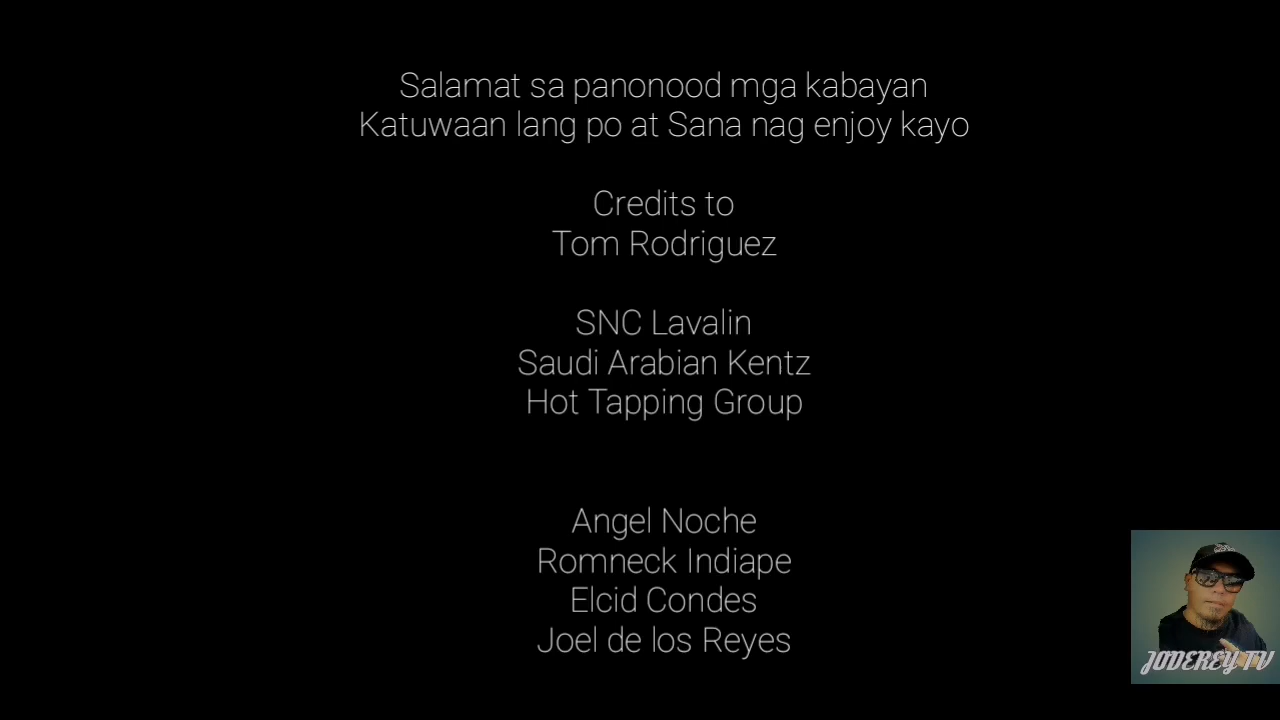 Salamat sa panonood mga kabayan
Katuwaan lang po at Sana nag enjoy kayo
Credits to
Tom Rodriguez
SNC Lavalin
Saudi Arabian Kentz
Hot Tapping Group
Angel Noche
Romneck Indiape
Elcid Condes
Joel de los Reyes
JODEREY TV